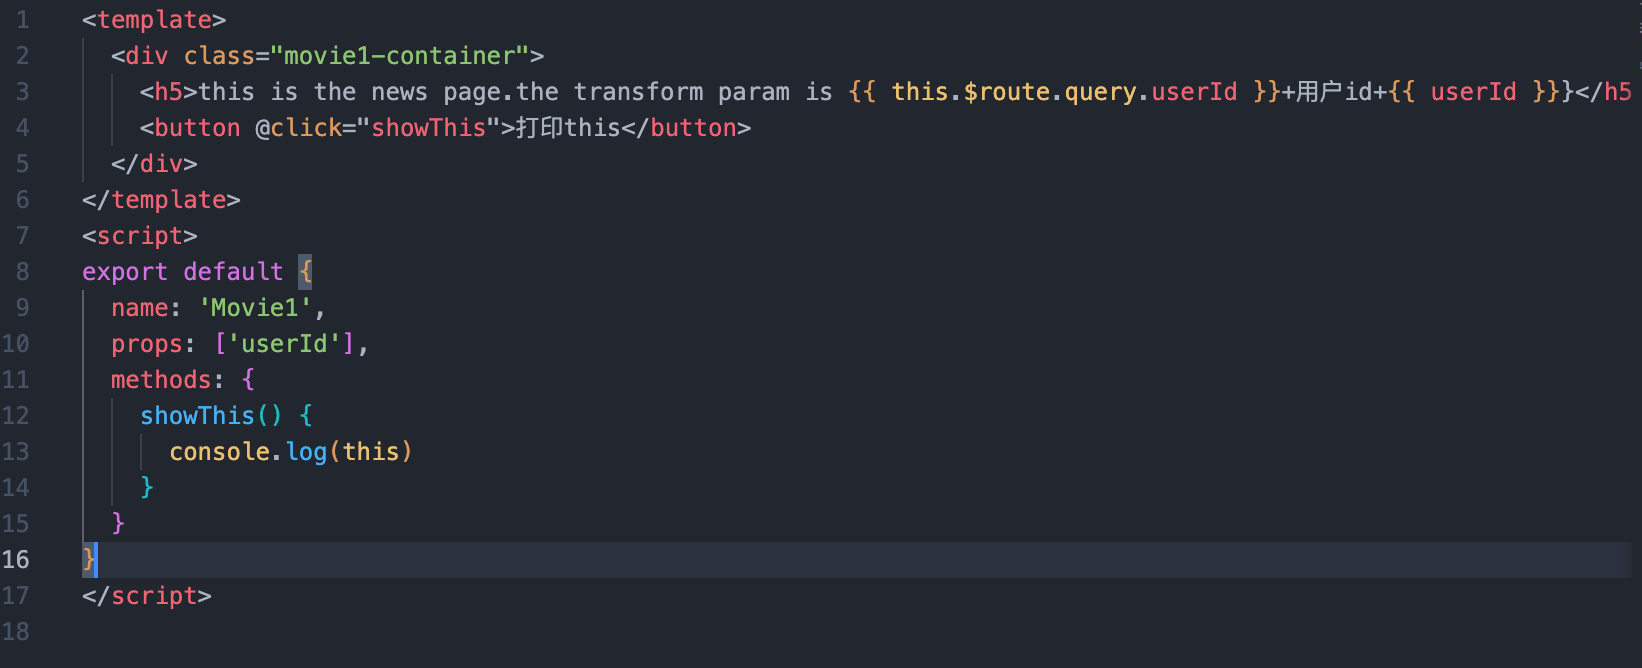 1 <template>
2 <div class="movie1-container">
3 <h5>this is the news page.the transform param is {{ this.$route.query.userId }}+用户id+{{ userId }}}</h5
4 <button @click="showThis">打印this</button>
5 </div>
6 </template>
7 <script>
8 export default {
9 name: 'Movie1',
10 props: ['userId'],
11 methods: {
12 showThis() {
13 console.log(this)
14 }
15 }
16 }
17 </script>
18